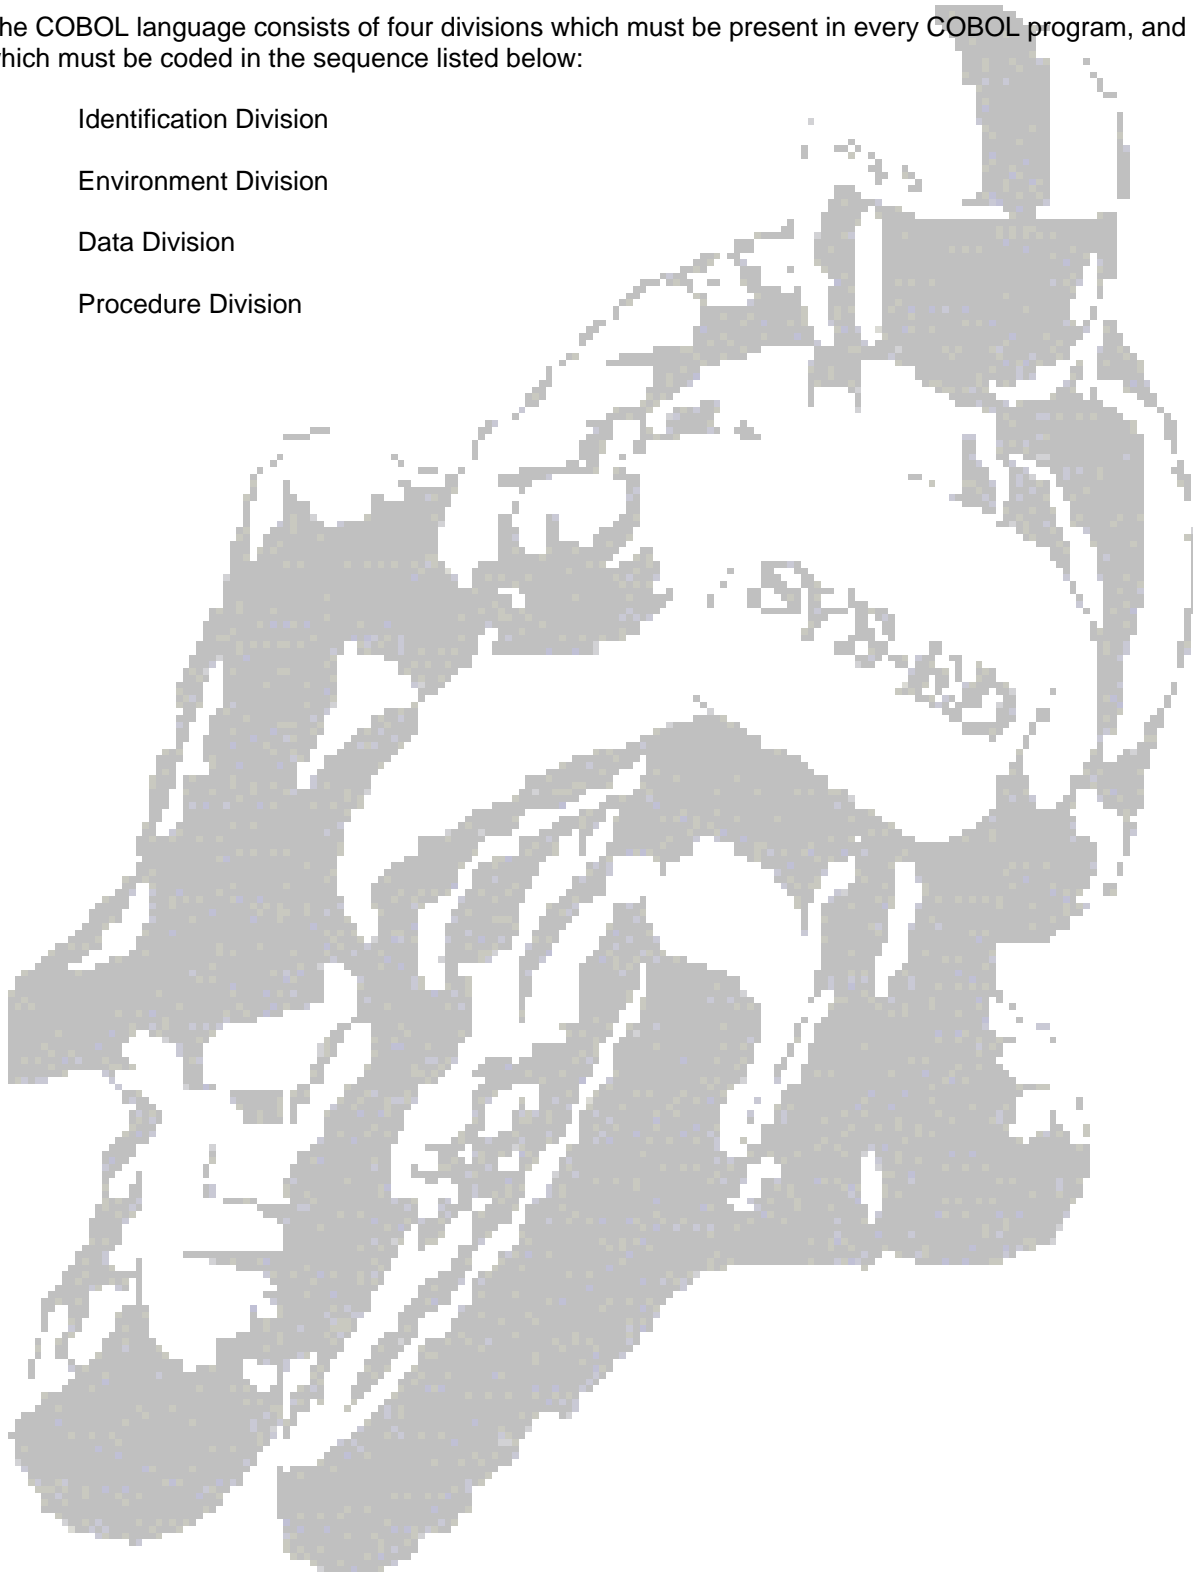 he COBOL language consists of four divisions which must be present in every COBOL program, and
hich must be coded in the sequence listed below:
Identification Division
Environment Division
Data Division
Procedure Division
SYS-ED